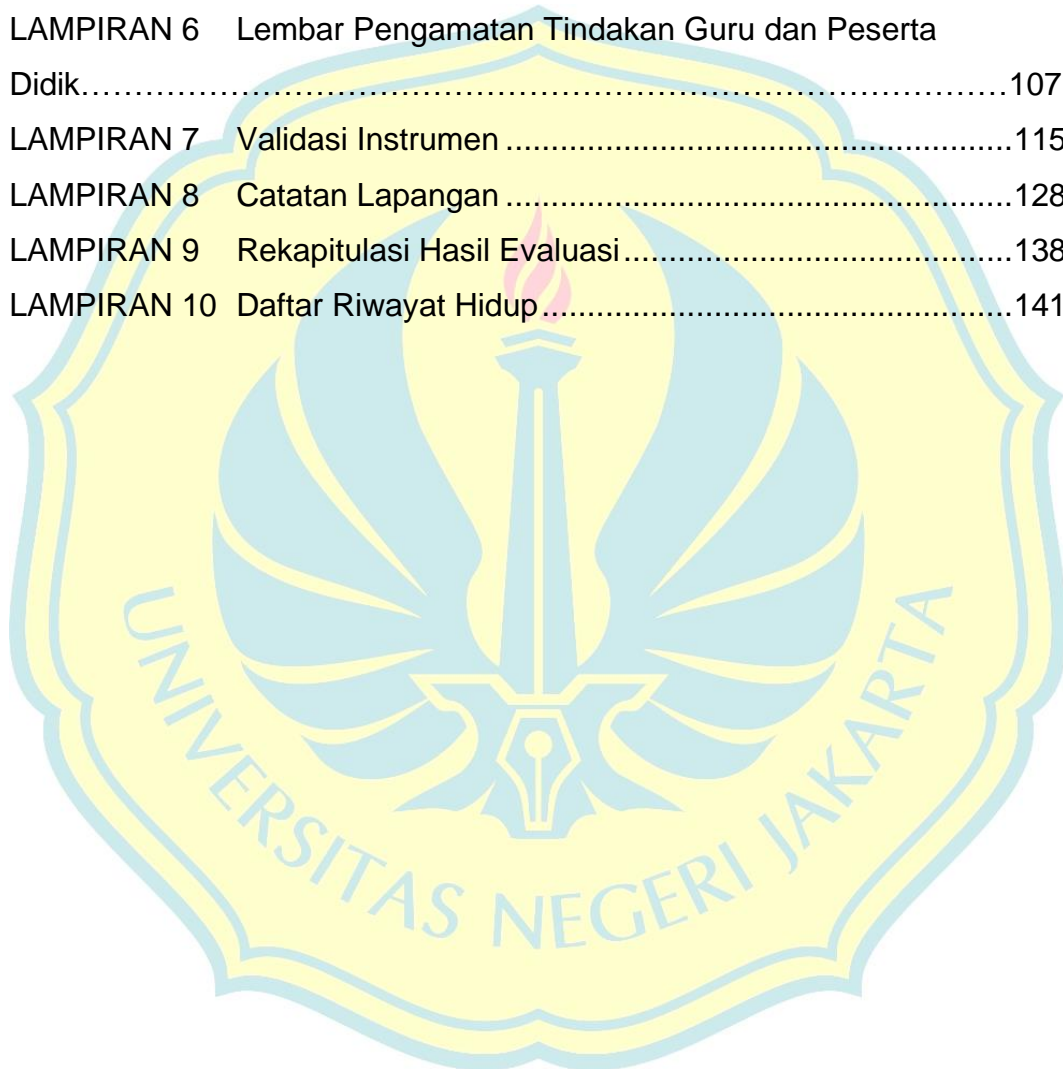 LAMPIRAN 6 Lembar Pengamatan Tindakan Guru dan Peserta
Didik……………………………………………………………………………107
LAMPIRAN 7 Validasi Instrumen ....................................................115
LAMPIRAN 8 Catatan Lapangan ....................................................128
LAMPIRAN 9 Rekapitulasi Hasil Evaluasi ........................................138
LAMPIRAN 10 Daftar Riwayat Hidup ................................................141
UNIVERSITAS NEGERI JAKARTA